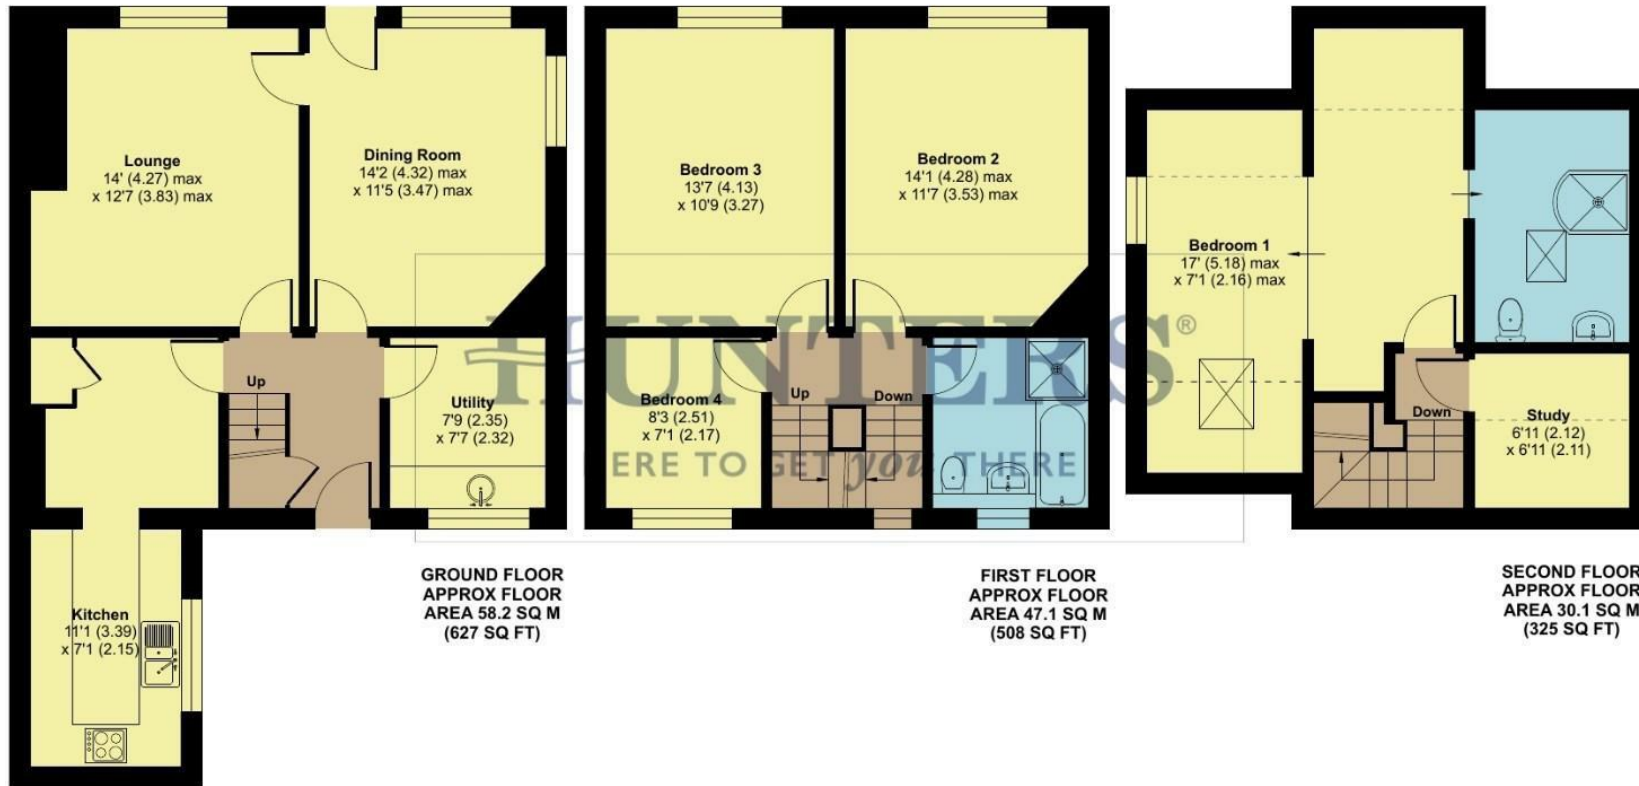 Lounge
14' (4.27) max
x 12'7 (3.83) max
Dining Room
14'2 (4.32) max
x 11'5 (3.47) max
Up
Utility
7'9 (2.35)
x 7'7 (2.32)
Kitchen
11'1 (3.39)
x 7'1 (2.15)
GROUND FLOOR
APPROX FLOOR
AREA 58.2 SQ M
(627 SQ FT)
Bedroom 3
13'7 (4.13)
x 10'9 (3.27)
Bedroom 2
14'1 (4.28) max
x 11'7 (3.53) max
Bedroom 4
8'3 (2.51)
x 7'1 (2.17)
Up
Down
FIRST FLOOR
APPROX FLOOR
AREA 47.1 SQ M
(508 SQ FT)
Bedroom 1
17' (5.18) max
x 7'1 (2.16) max
Down
Study
6'11 (2.12)
x 6'11 (2.11)
SECOND FLOOR
APPROX FLOOR
AREA 30.1 SQ M
(325 SQ FT)
HUNTERS®
ERE TO GET you THERE